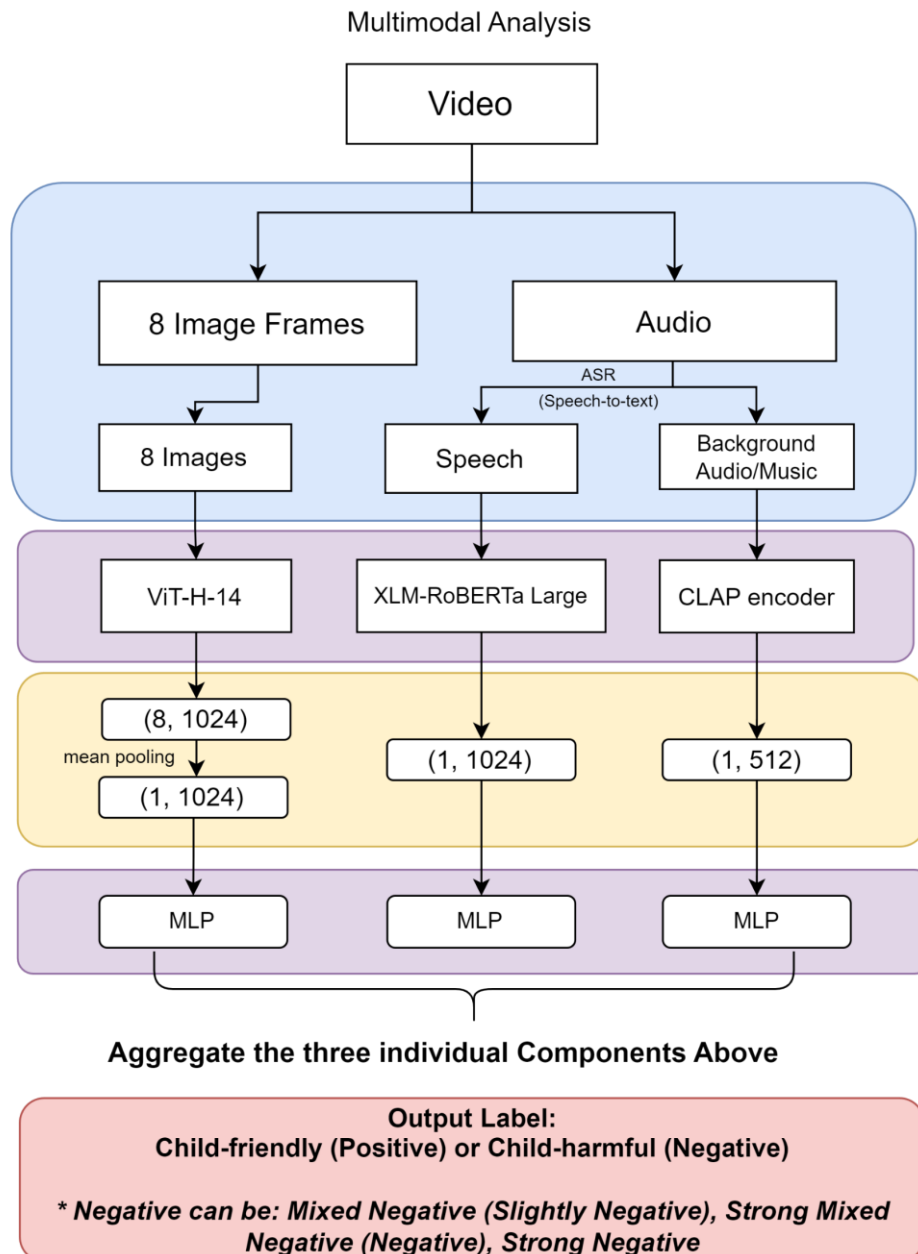 Multimodal Analysis
Video
8 Image Frames
Audio
ASR
(Speech-to-text)
8 Images
Speech
Background
Audio/Music
ViT-H-14
XLM-RoBERTa Large
CLAP encoder
(8, 1024)
mean pooling
(1, 1024)
(1, 1024)
(1, 512)
MLP
MLP
MLP
Aggregate the three individual Components Above
Output Label:
Child-friendly (Positive) or Child-harmful (Negative)
* Negative can be: Mixed Negative (Slightly Negative), Strong Mixed
Negative (Negative), Strong Negative